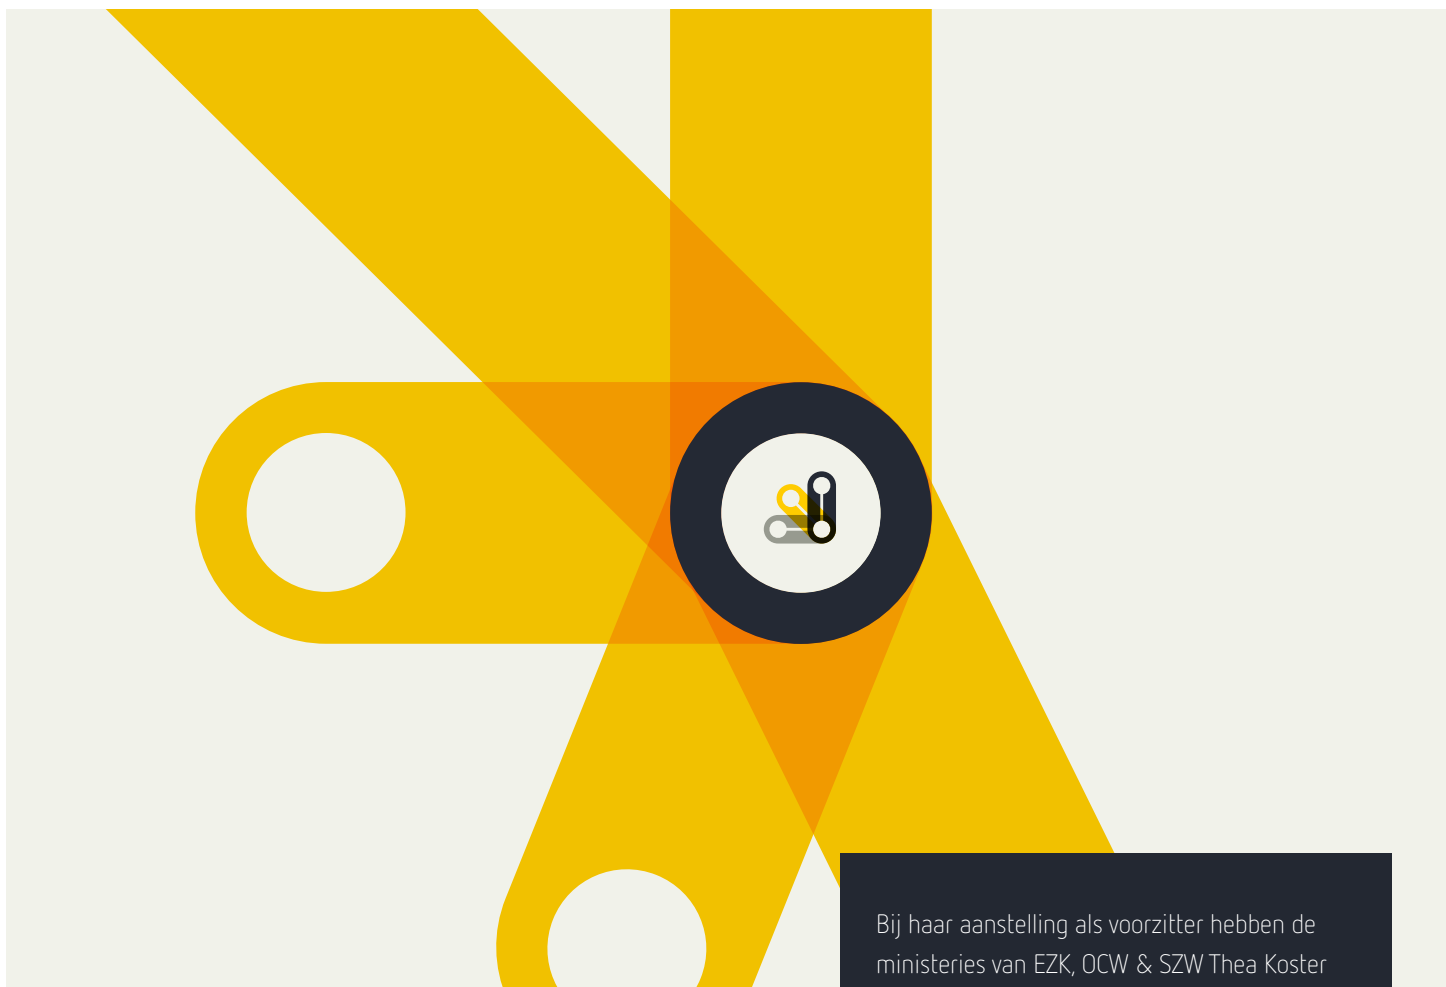 Bij haar aanstelling als voorzitter hebben de
ministeries van EZK, OCW & SZW Thea Koster